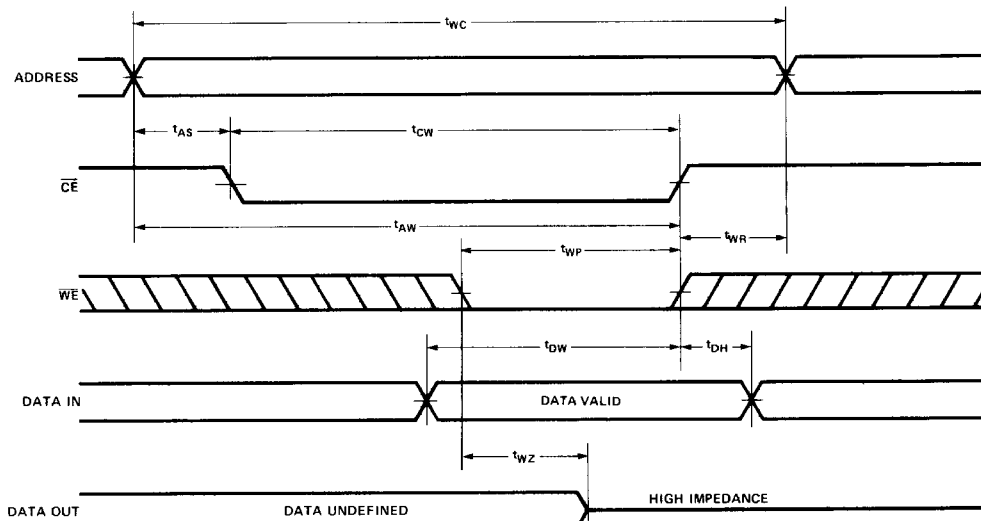 tWC
ADDRESS
tAS
tCW
CE
tAW
tWR
tWP
WE
tDW
tDH
DATA IN
DATA VALID
tWZ
DATA OUT
DATA UNDEFINED
HIGH IMPEDANCE